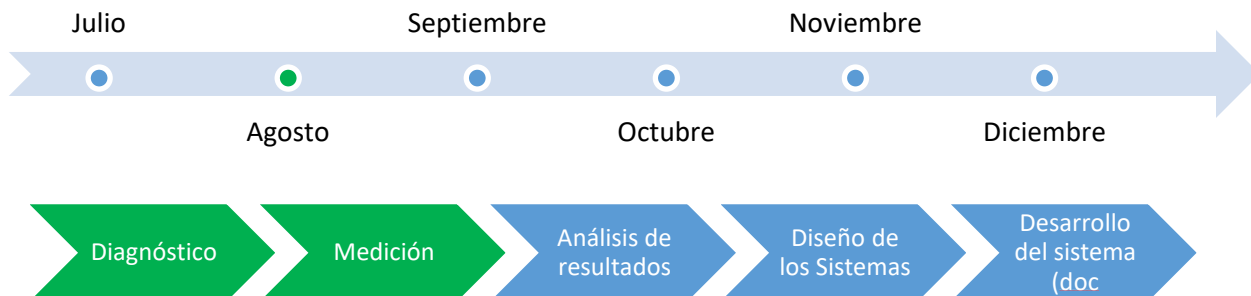 Julio
Septiembre
Noviembre
Agosto
Octubre
Diciembre
Diagnóstico
Medición
Análisis de
resultados
Diseño de
los Sistemas
Desarrollo
del sistema
(doc